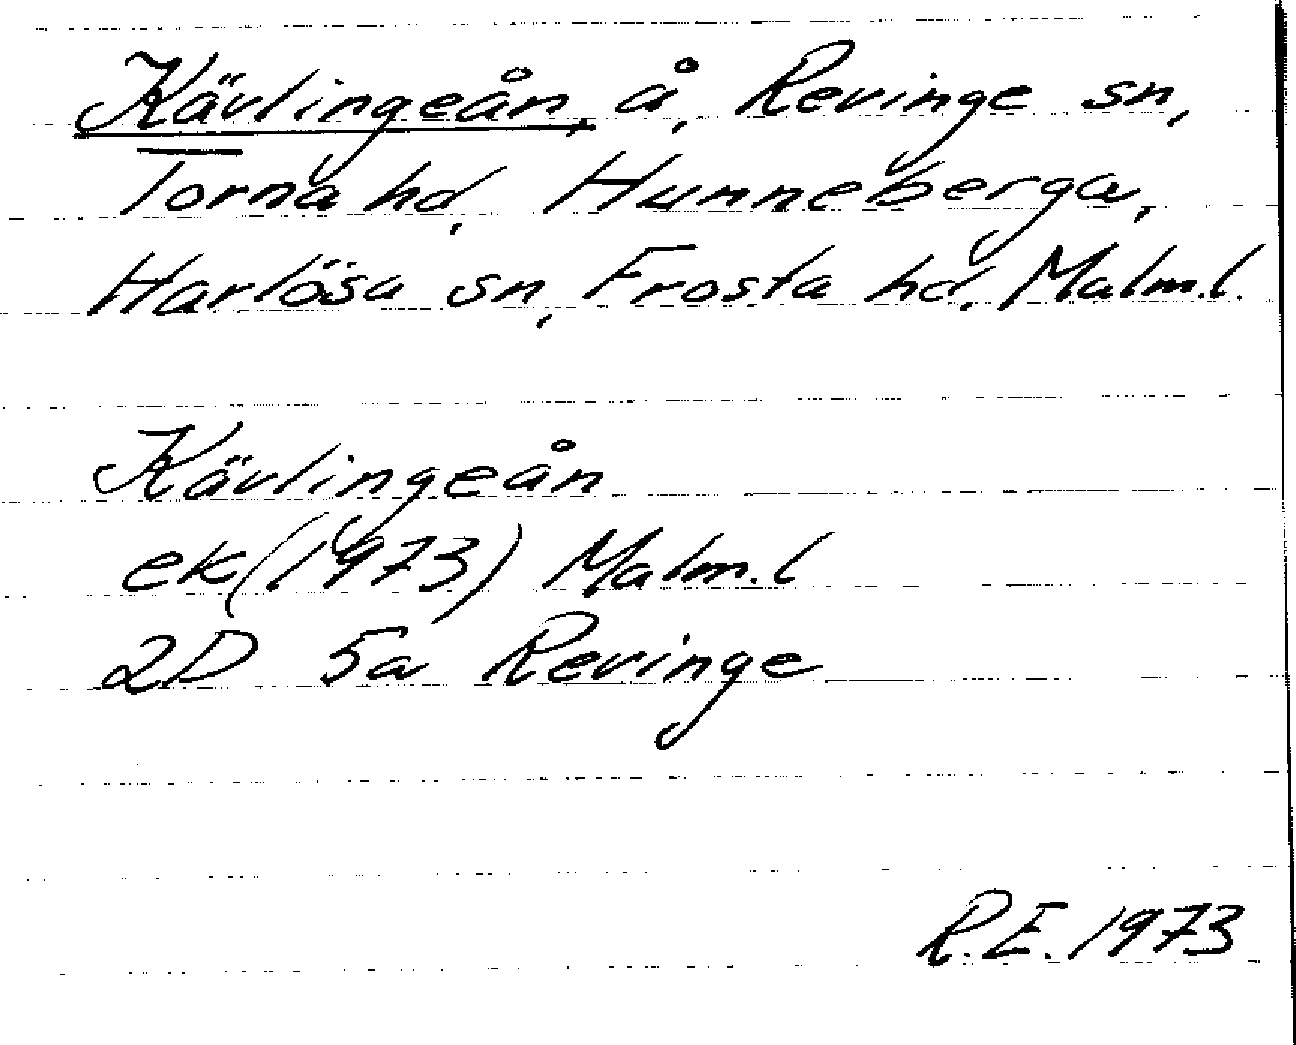 Kävlingeån, å, Revinge sn,
Torna hd, Hunneberga,
Harlösa sn, Frosta hd, Malm.l.
Kävlingeån
ek (1973) Malm.l
2D 5a Revinge
R.E. 1973